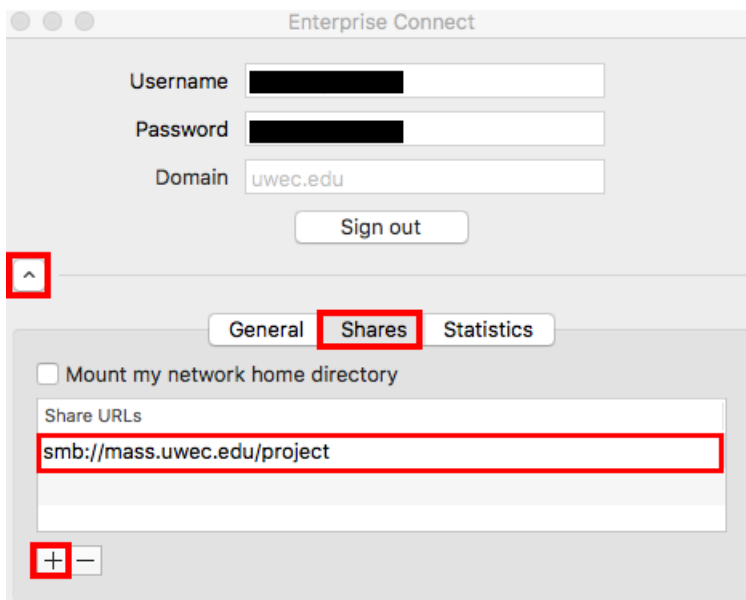 Enterprise Connect
Username
Password
Domain uwec.edu
Sign out
General Shares Statistics
Mount my network home directory
Share URLs
smb://mass.uwec.edu/project
+ −